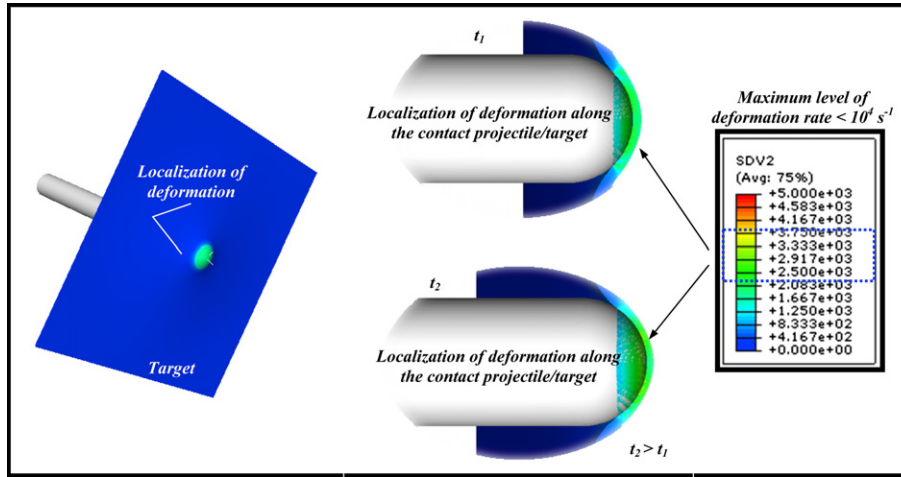 Localization of
deformation
Target
t1
Localization of deformation along
the contact projectile/target
t2
Localization of deformation along
the contact projectile/target
t2 > t1
Maximum level of
deformation rate < 10^4 s^-1
SDV2
(Avg: 75%)
+5.000e+03
+4.583e+03
+4.167e+03
+3.750e+03
+3.333e+03
+2.917e+03
+2.500e+03
+2.083e+03
+1.667e+03
+1.250e+03
+8.333e+02
+4.167e+02
+0.000e+00